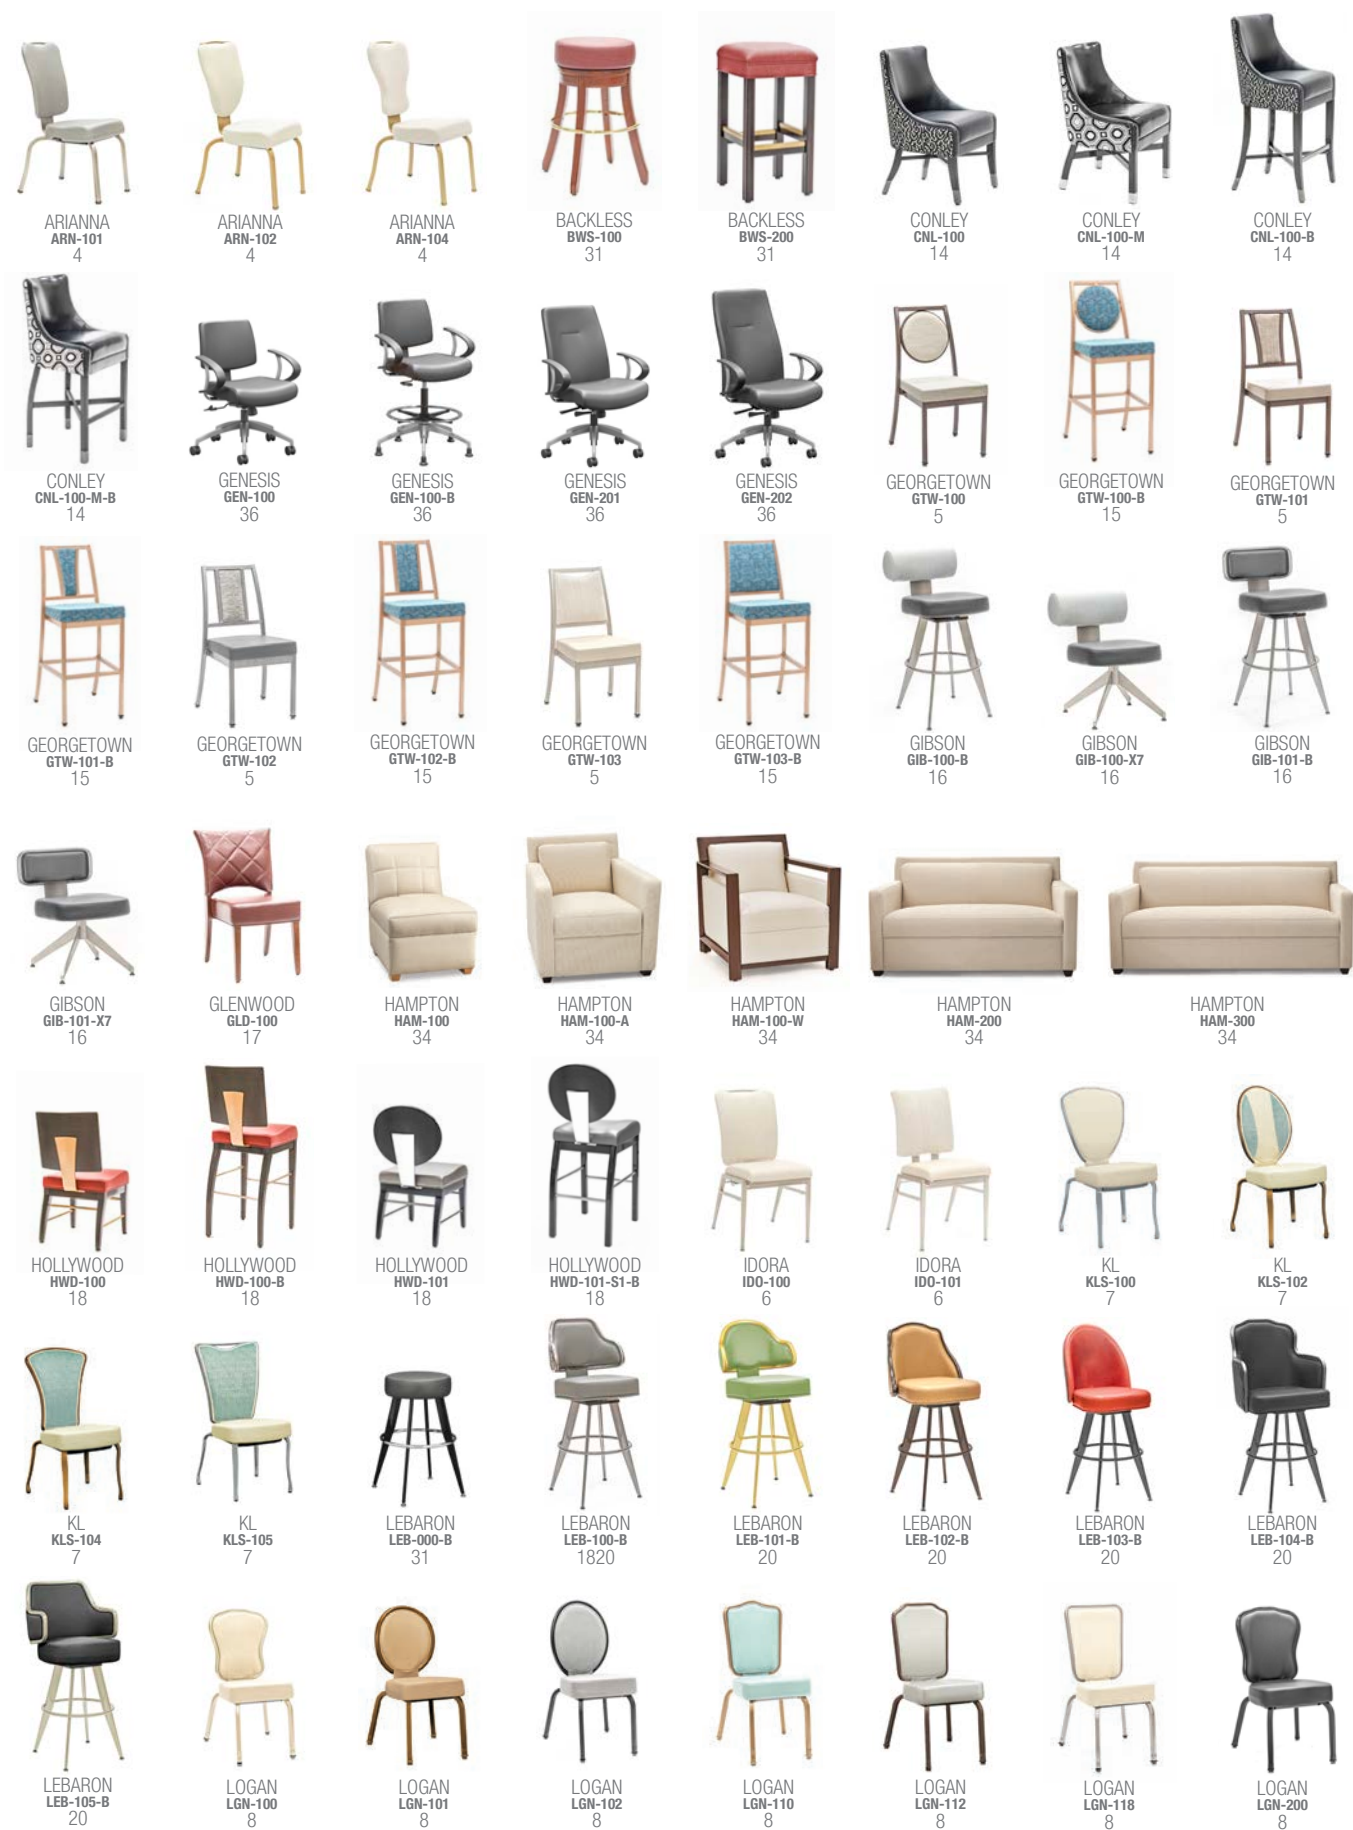 ARIANNA
ARN-101
4
ARIANNA
ARN-102
4
ARIANNA
ARN-104
4
BACKLESS
BWS-100
31
BACKLESS
BWS-200
31
CONLEY
CNL-100
14
CONLEY
CNL-100-M
14
CONLEY
CNL-100-B
14
CONLEY
CNL-100-M-B
14
GENESIS
GEN-100
36
GENESIS
GEN-100-B
36
GENESIS
GEN-201
36
GENESIS
GEN-202
36
GEORGETOWN
GTW-100
5
GEORGETOWN
GTW-100-B
15
GEORGETOWN
GTW-101
5
GEORGETOWN
GTW-101-B
15
GEORGETOWN
GTW-102
5
GEORGETOWN
GTW-102-B
15
GEORGETOWN
GTW-103
5
GEORGETOWN
GTW-103-B
15
GIBSON
GIB-100-B
16
GIBSON
GIB-100-X7
16
GIBSON
GIB-101-B
16
GIBSON
GIB-101-X7
16
GLENWOOD
GLD-100
17
HAMPTON
HAM-100
34
HAMPTON
HAM-100-A
34
HAMPTON
HAM-100-W
34
HAMPTON
HAM-200
34
HAMPTON
HAM-300
34
HOLLYWOOD
HWD-100
18
HOLLYWOOD
HWD-100-B
18
HOLLYWOOD
HWD-101
18
HOLLYWOOD
HWD-101-S1-B
18
IDORA
IDO-100
6
IDORA
IDO-101
6
KL
KLS-100
7
KL
KLS-102
7
KL
KLS-104
7
KL
KLS-105
7
LEBARON
LEB-000-B
31
LEBARON
LEB-100-B
1820
LEBARON
LEB-101-B
20
LEBARON
LEB-102-B
20
LEBARON
LEB-103-B
20
LEBARON
LEB-104-B
20
LEBARON
LEB-105-B
20
LOGAN
LGN-100
8
LOGAN
LGN-101
8
LOGAN
LGN-102
8
LOGAN
LGN-110
8
LOGAN
LGN-112
8
LOGAN
LGN-118
8
LOGAN
LGN-200
8